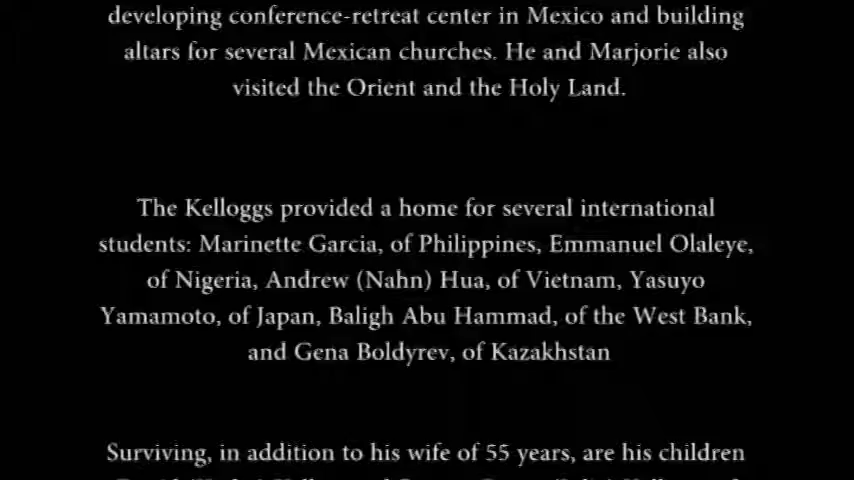 developing conference-retreat center in Mexico and building
altars for several Mexican churches. He and Marjorie also
visited the Orient and the Holy Land.
The Kelloggs provided a home for several international
students: Marinette Garcia, of Philippines, Emmanuel Olaleye,
of Nigeria, Andrew (Nahn) Hua, of Vietnam, Yasuyo
Yamamoto, of Japan, Baligh Abu Hammad, of the West Bank,
and Gena Boldyrev, of Kazakhstan
Surviving, in addition to his wife of 55 years, are his children